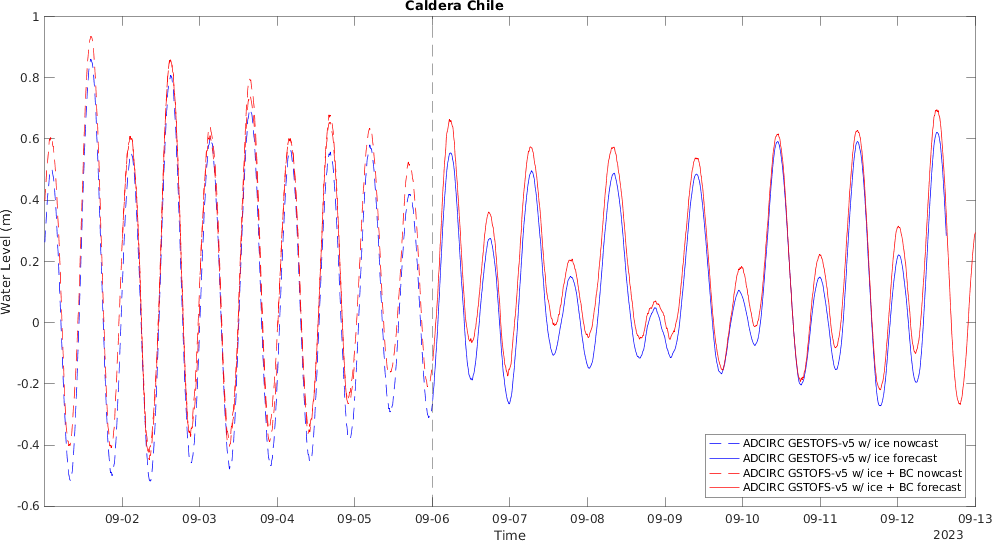 Caldera Chile
1
0.8
0.6
0.4
0.2
0
-0.2
-0.4
-0.6
Water Level (m)
09-02 09-03 09-04 09-05 09-06 09-07 09-08 09-09 09-10 09-11 09-12 09-13
Time
2023
ADCIRC GESTOFS-v5 w/ ice nowcast
ADCIRC GESTOFS-v5 w/ ice forecast
ADCIRC GSTOFS-v5 w/ ice + BC nowcast
ADCIRC GSTOFS-v5 w/ ice + BC forecast